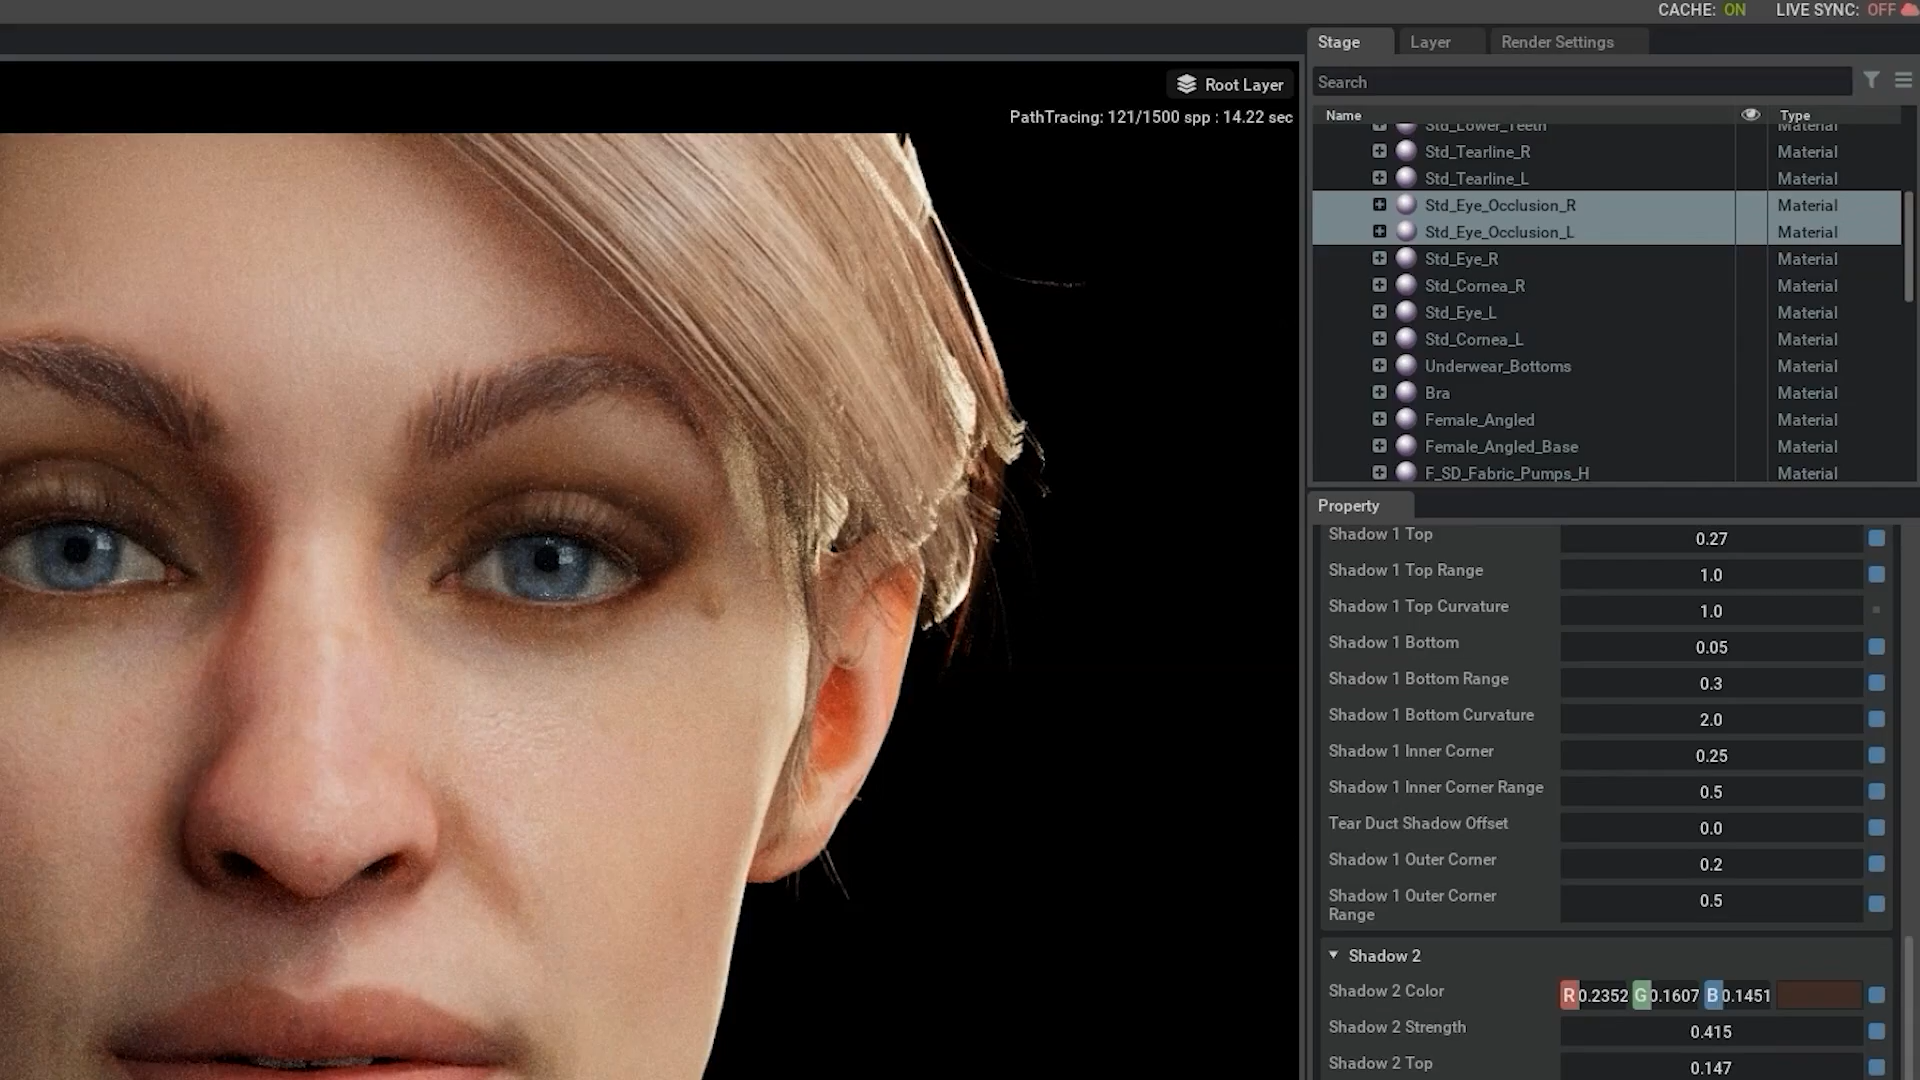 CACHE: ON LIVE SYNC: OFF
Stage Layer Render Settings
Search
Root Layer
PathTracing: 121/1500 spp : 14.22 sec
Name Type
Std_Lower_Teeth Material
Std_Tearline_R Material
Std_Tearline_L Material
Std_Eye_Occlusion_R Material
Std_Eye_Occlusion_L Material
Std_Eye_R Material
Std_Cornea_R Material
Std_Eye_L Material
Std_Cornea_L Material
Underwear_Bottoms Material
Bra Material
Female_Angled Material
Female_Angled_Base Material
F_SD_Fabric_Pumps_H Material
Property
Shadow 1 Top 0.27
Shadow 1 Top Range 1.0
Shadow 1 Top Curvature 1.0
Shadow 1 Bottom 0.05
Shadow 1 Bottom Range 0.3
Shadow 1 Bottom Curvature 2.0
Shadow 1 Inner Corner 0.25
Shadow 1 Inner Corner Range 0.5
Tear Duct Shadow Offset 0.0
Shadow 1 Outer Corner 0.2
Shadow 1 Outer Corner
Range 0.5
Shadow 2
Shadow 2 Color R 0.2352 G 0.1607 B 0.1451
Shadow 2 Strength 0.415
Shadow 2 Top 0.147